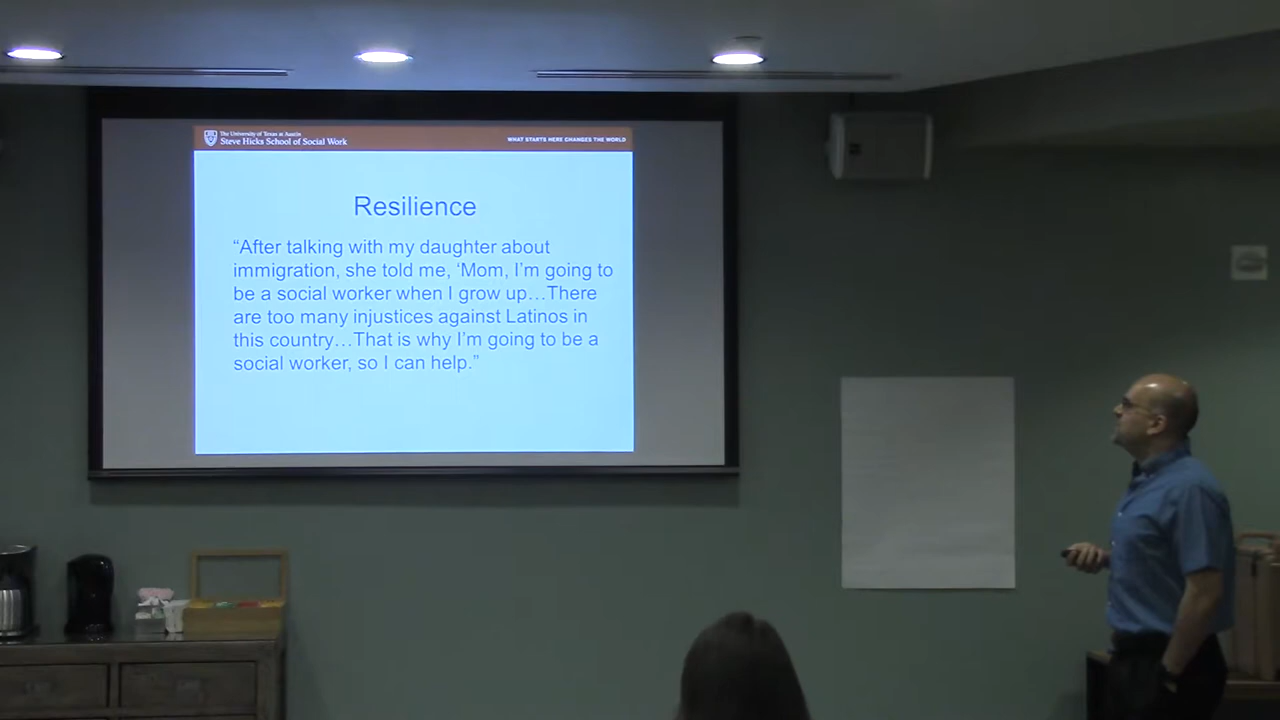 The University of Texas at Austin
Steve Hicks School of Social Work
WHAT STARTS HERE CHANGES THE WORLD
Resilience
“After talking with my daughter about
immigration, she told me, ‘Mom, I’m going to
be a social worker when I grow up…There
are too many injustices against Latinos in
this country…That is why I’m going to be a
social worker, so I can help.”